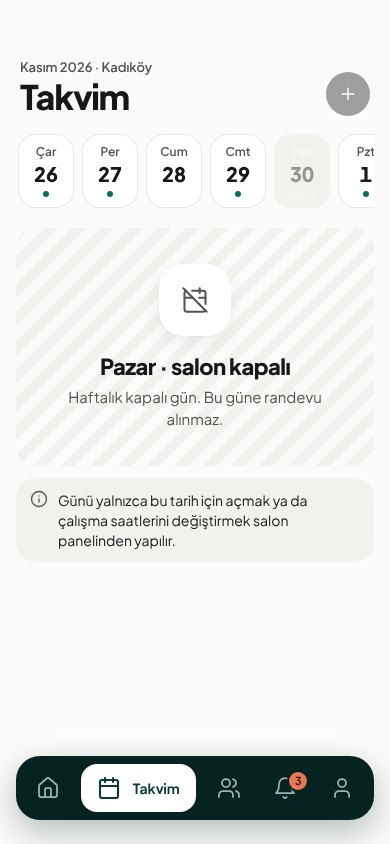 Kasım 2026 · Kadıköy
Takvim
Çar Per Cum Cmt Paz Pzt
26 27 28 29 30 1
Pazar · salon kapalı
Haftalık kapalı gün. Bu güne randevu
alınmaz.
Günü yalnızca bu tarih için açmak ya da
çalışma saatlerini değiştirmek salon
panelinden yapılır.
Takvim
3